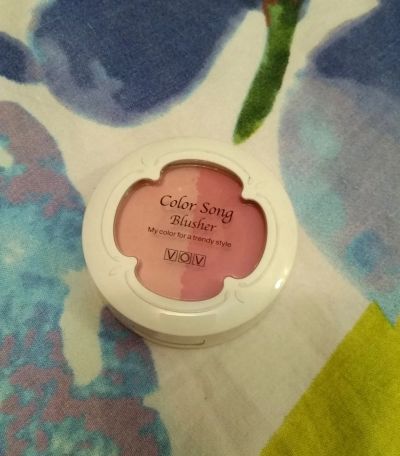 Color Song
Blusher
My color for a trendy style
VOV